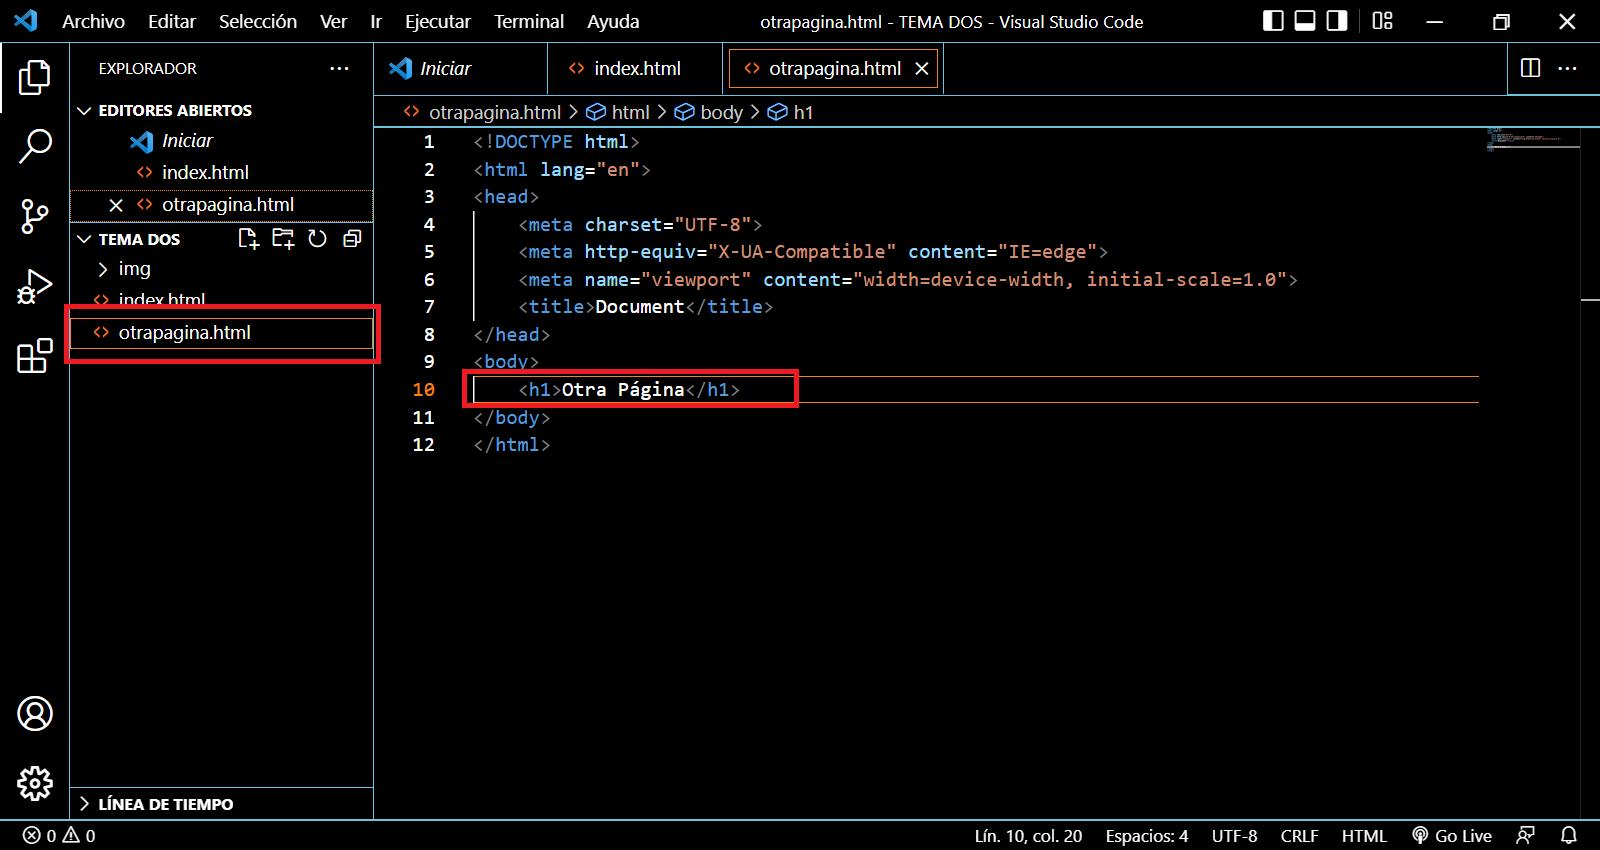 Archivo Editar Selección Ver Ir Ejecutar Terminal Ayuda otrapagina.html - TEMA DOS - Visual Studio Code
EXPLORADOR
EDITORES ABIERTOS
Iniciar
index.html
otrapagina.html
TEMA DOS
img
index.html
otrapagina.html
LÍNEA DE TIEMPO
Iniciar index.html otrapagina.html
otrapagina.html > html > body > h1
1 <!DOCTYPE html>
2 <html lang="en">
3 <head>
4 <meta charset="UTF-8">
5 <meta http-equiv="X-UA-Compatible" content="IE=edge">
6 <meta name="viewport" content="width=device-width, initial-scale=1.0">
7 <title>Document</title>
8 </head>
9 <body>
10 <h1>Otra Página</h1>
11 </body>
12 </html>
0 0 Lín. 10, col. 20 Espacios: 4 UTF-8 CRLF HTML Go Live